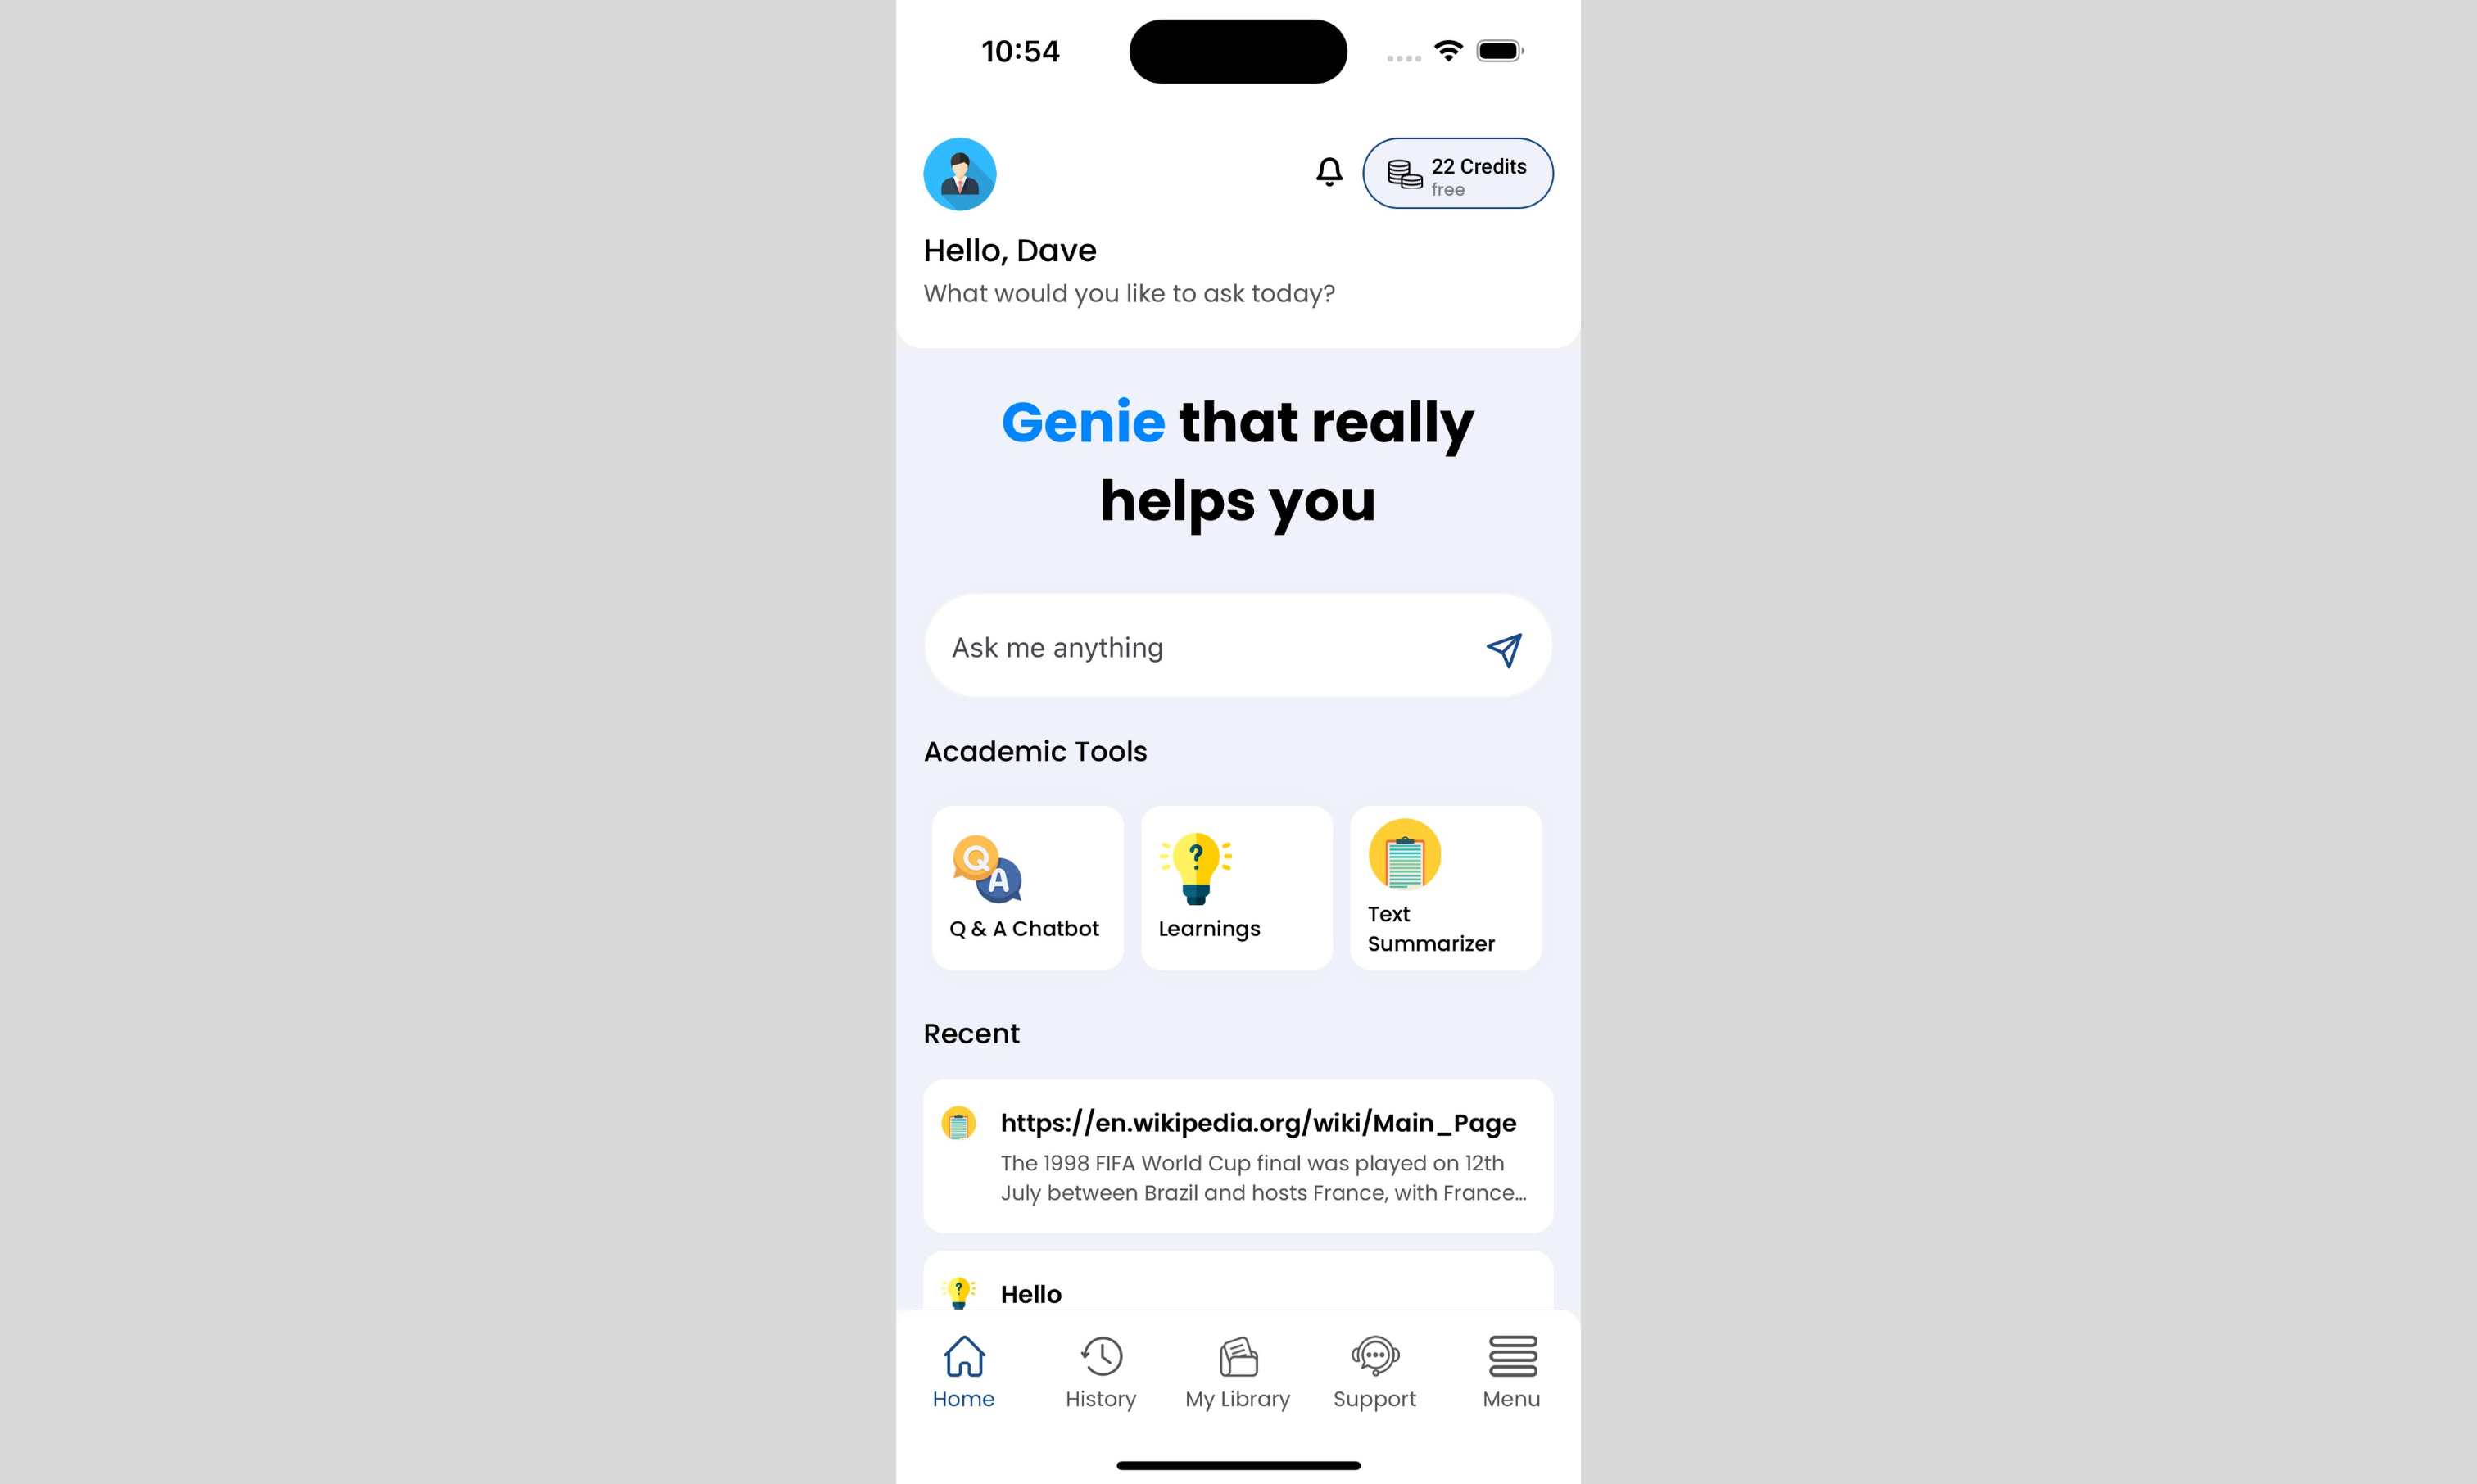 10:54
22 Credits
free
Hello, Dave
What would you like to ask today?
Genie that really
helps you
Ask me anything
Academic Tools
Q A
?
Q & A Chatbot
Learnings
Text
Summarizer
Recent
https://en.wikipedia.org/wiki/Main_Page
The 1998 FIFA World Cup final was played on 12th
July between Brazil and hosts France, with France...
?
Hello
Home
History
My Library
Support
Menu